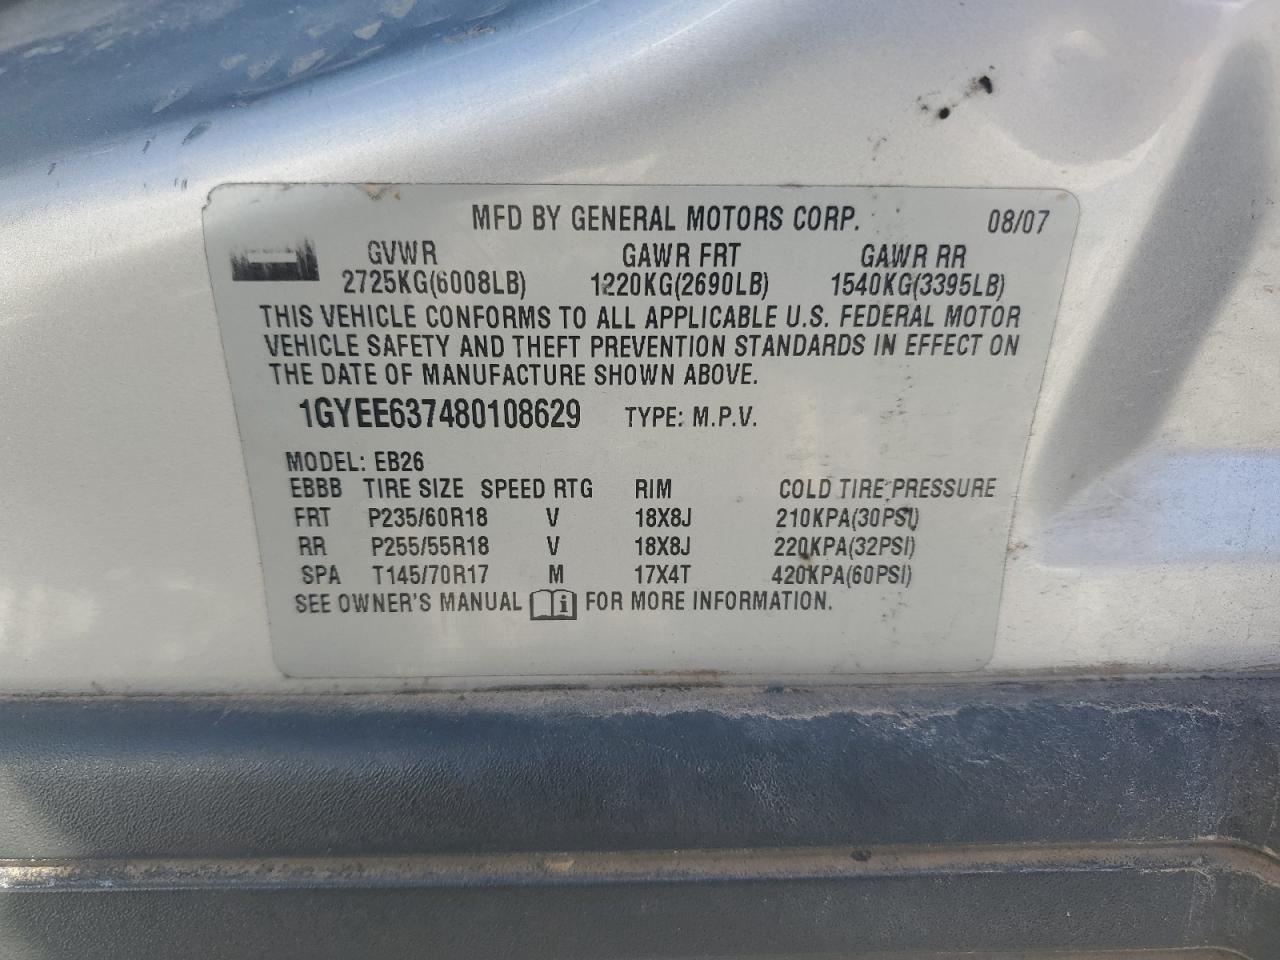 MFD BY GENERAL MOTORS CORP. 08/07
GVWR GAWR FRT GAWR RR
2725KG(6008LB) 1220KG(2690LB) 1540KG(3395LB)
THIS VEHICLE CONFORMS TO ALL APPLICABLE U.S. FEDERAL MOTOR
VEHICLE SAFETY AND THEFT PREVENTION STANDARDS IN EFFECT ON
THE DATE OF MANUFACTURE SHOWN ABOVE.
1GYEE637480108629 TYPE: M.P.V.
MODEL: EB26
EBBB TIRE SIZE SPEED RTG RIM COLD TIRE PRESSURE
FRT P235/60R18 V 18X8J 210KPA(30PSI)
RR P255/55R18 V 18X8J 220KPA(32PSI)
SPA T145/70R17 M 17X4T 420KPA(60PSI)
SEE OWNER'S MANUAL i FOR MORE INFORMATION.